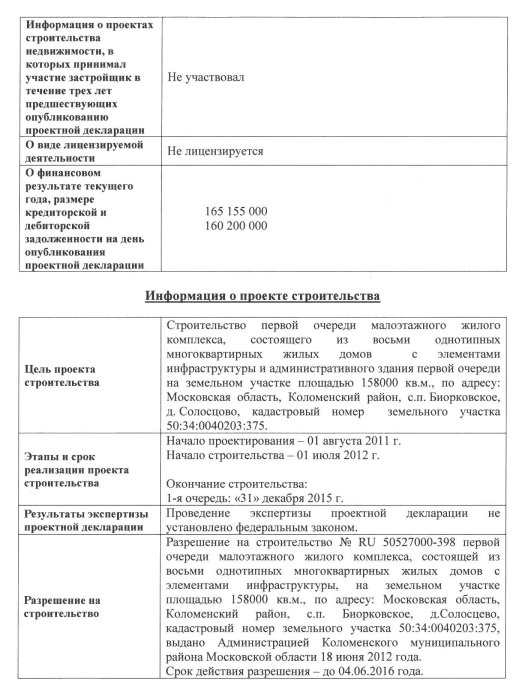 Информация о проектах
строительства
недвижимости, в
которых принимал
участие застройщик в
течение трех лет
предшествующих
опубликованию
проектной декларации
Не участвовал
О виде лицензируемой
деятельности
Не лицензируется
О финансовом
результате текущего
года, размере
кредиторской и
дебиторской
задолженности на день
опубликования
проектной декларации
165 155 000
160 200 000
Информация о проекте строительства
Цель проекта
строительства
Строительство первой очереди малоэтажного жилого
комплекса, состоящего из восьми однотипных
многоквартирных жилых домов с элементами
инфраструктуры и административного здания первой очереди
на земельном участке площадью 158000 кв.м., по адресу:
Московская область, Коломенский район, с.п. Биорковское,
д. Солосцово, кадастровый номер земельного участка
50:34:0040203:375.
Этапы и срок
реализации проекта
строительства
Начало проектирования – 01 августа 2011 г.
Начало строительства – 01 июля 2012 г.
Окончание строительства:
1-я очередь: «31» декабря 2015 г.
Результаты экспертизы
проектной декларации
Проведение экспертизы проектной декларации не
установлено федеральным законом.
Разрешение на
строительство
Разрешение на строительство № RU 50527000-398 первой
очереди малоэтажного жилого комплекса, состоящей из
восьми однотипных многоквартирных жилых домов с
элементами инфраструктуры, на земельном участке
площадью 158000 кв.м., по адресу: Московская область,
Коломенский район, с.п. Биорковское, д.Солосцево,
кадастровый номер земельного участка 50:34:0040203:375,
выдано Администрацией Коломенского муниципального
района Московской области 18 июня 2012 года.
Срок действия разрешения – до 04.06.2016 года.